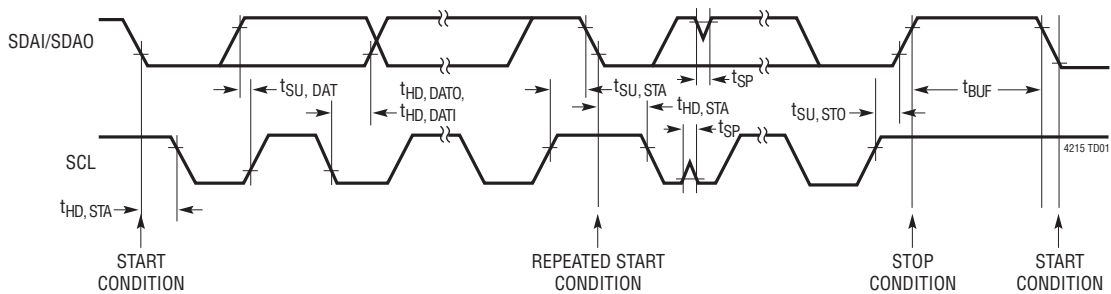 SDAI/SDAO
tSU, DAT
tHD, DATO,
tHD, DATI
tSU, STA
tHD, STA
tSP
tSP
tSU, STO
tBUF
4215 TD01
SCL
tHD, STA
START
CONDITION
REPEATED START
CONDITION
STOP
CONDITION
START
CONDITION